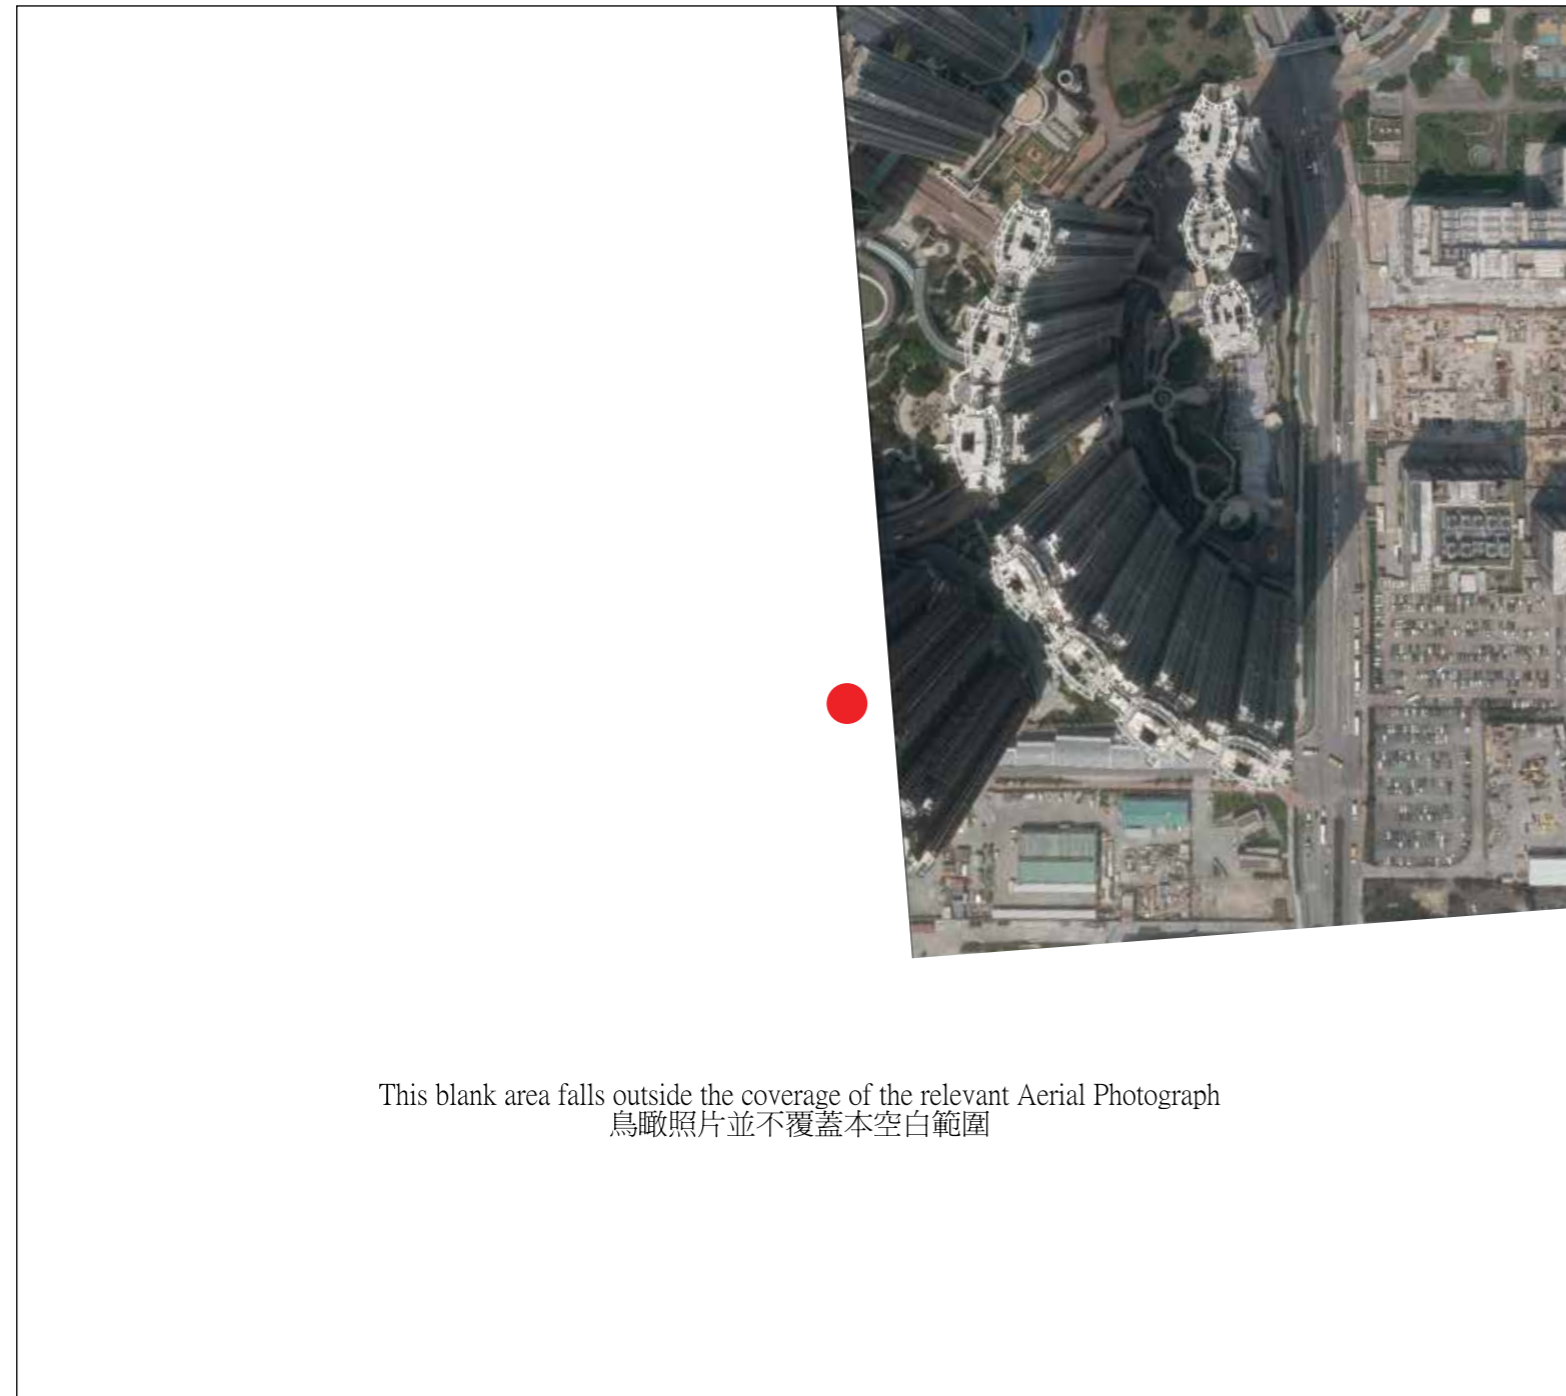 This blank area falls outside the coverage of the relevant Aerial Photograph
鳥瞰照片並不覆蓋本空白範圍